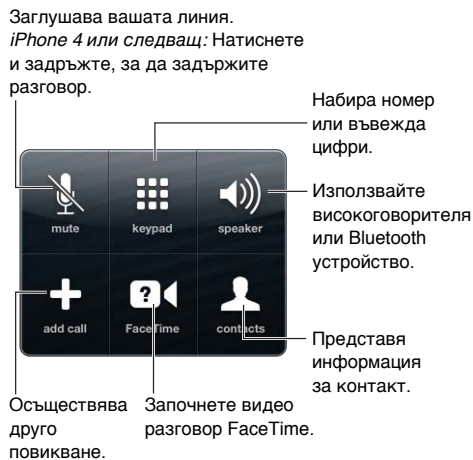 Заглушава вашата линия.
iPhone 4 или следващ: Натиснете
и задръжте, за да задържите
разговор.
Набира номер
или въвежда
цифри.
Използвайте
високоговорителя
или Bluetooth
устройство.
mute
keypad
speaker
add call
FaceTime
contacts
Представя
информация
за контакт.
Осъществява
друго
повикване.
Започнете видео
разговор FaceTime.